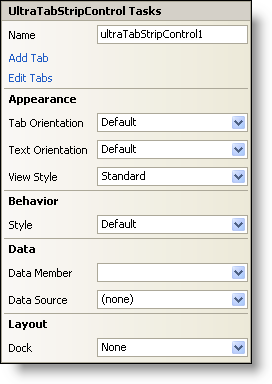 UltraTabStripControl Tasks
Name ultraTabStripControl1
Add Tab
Edit Tabs
Appearance
Tab Orientation Default
Text Orientation Default
View Style Standard
Behavior
Style Default
Data
Data Member
Data Source (none)
Layout
Dock None